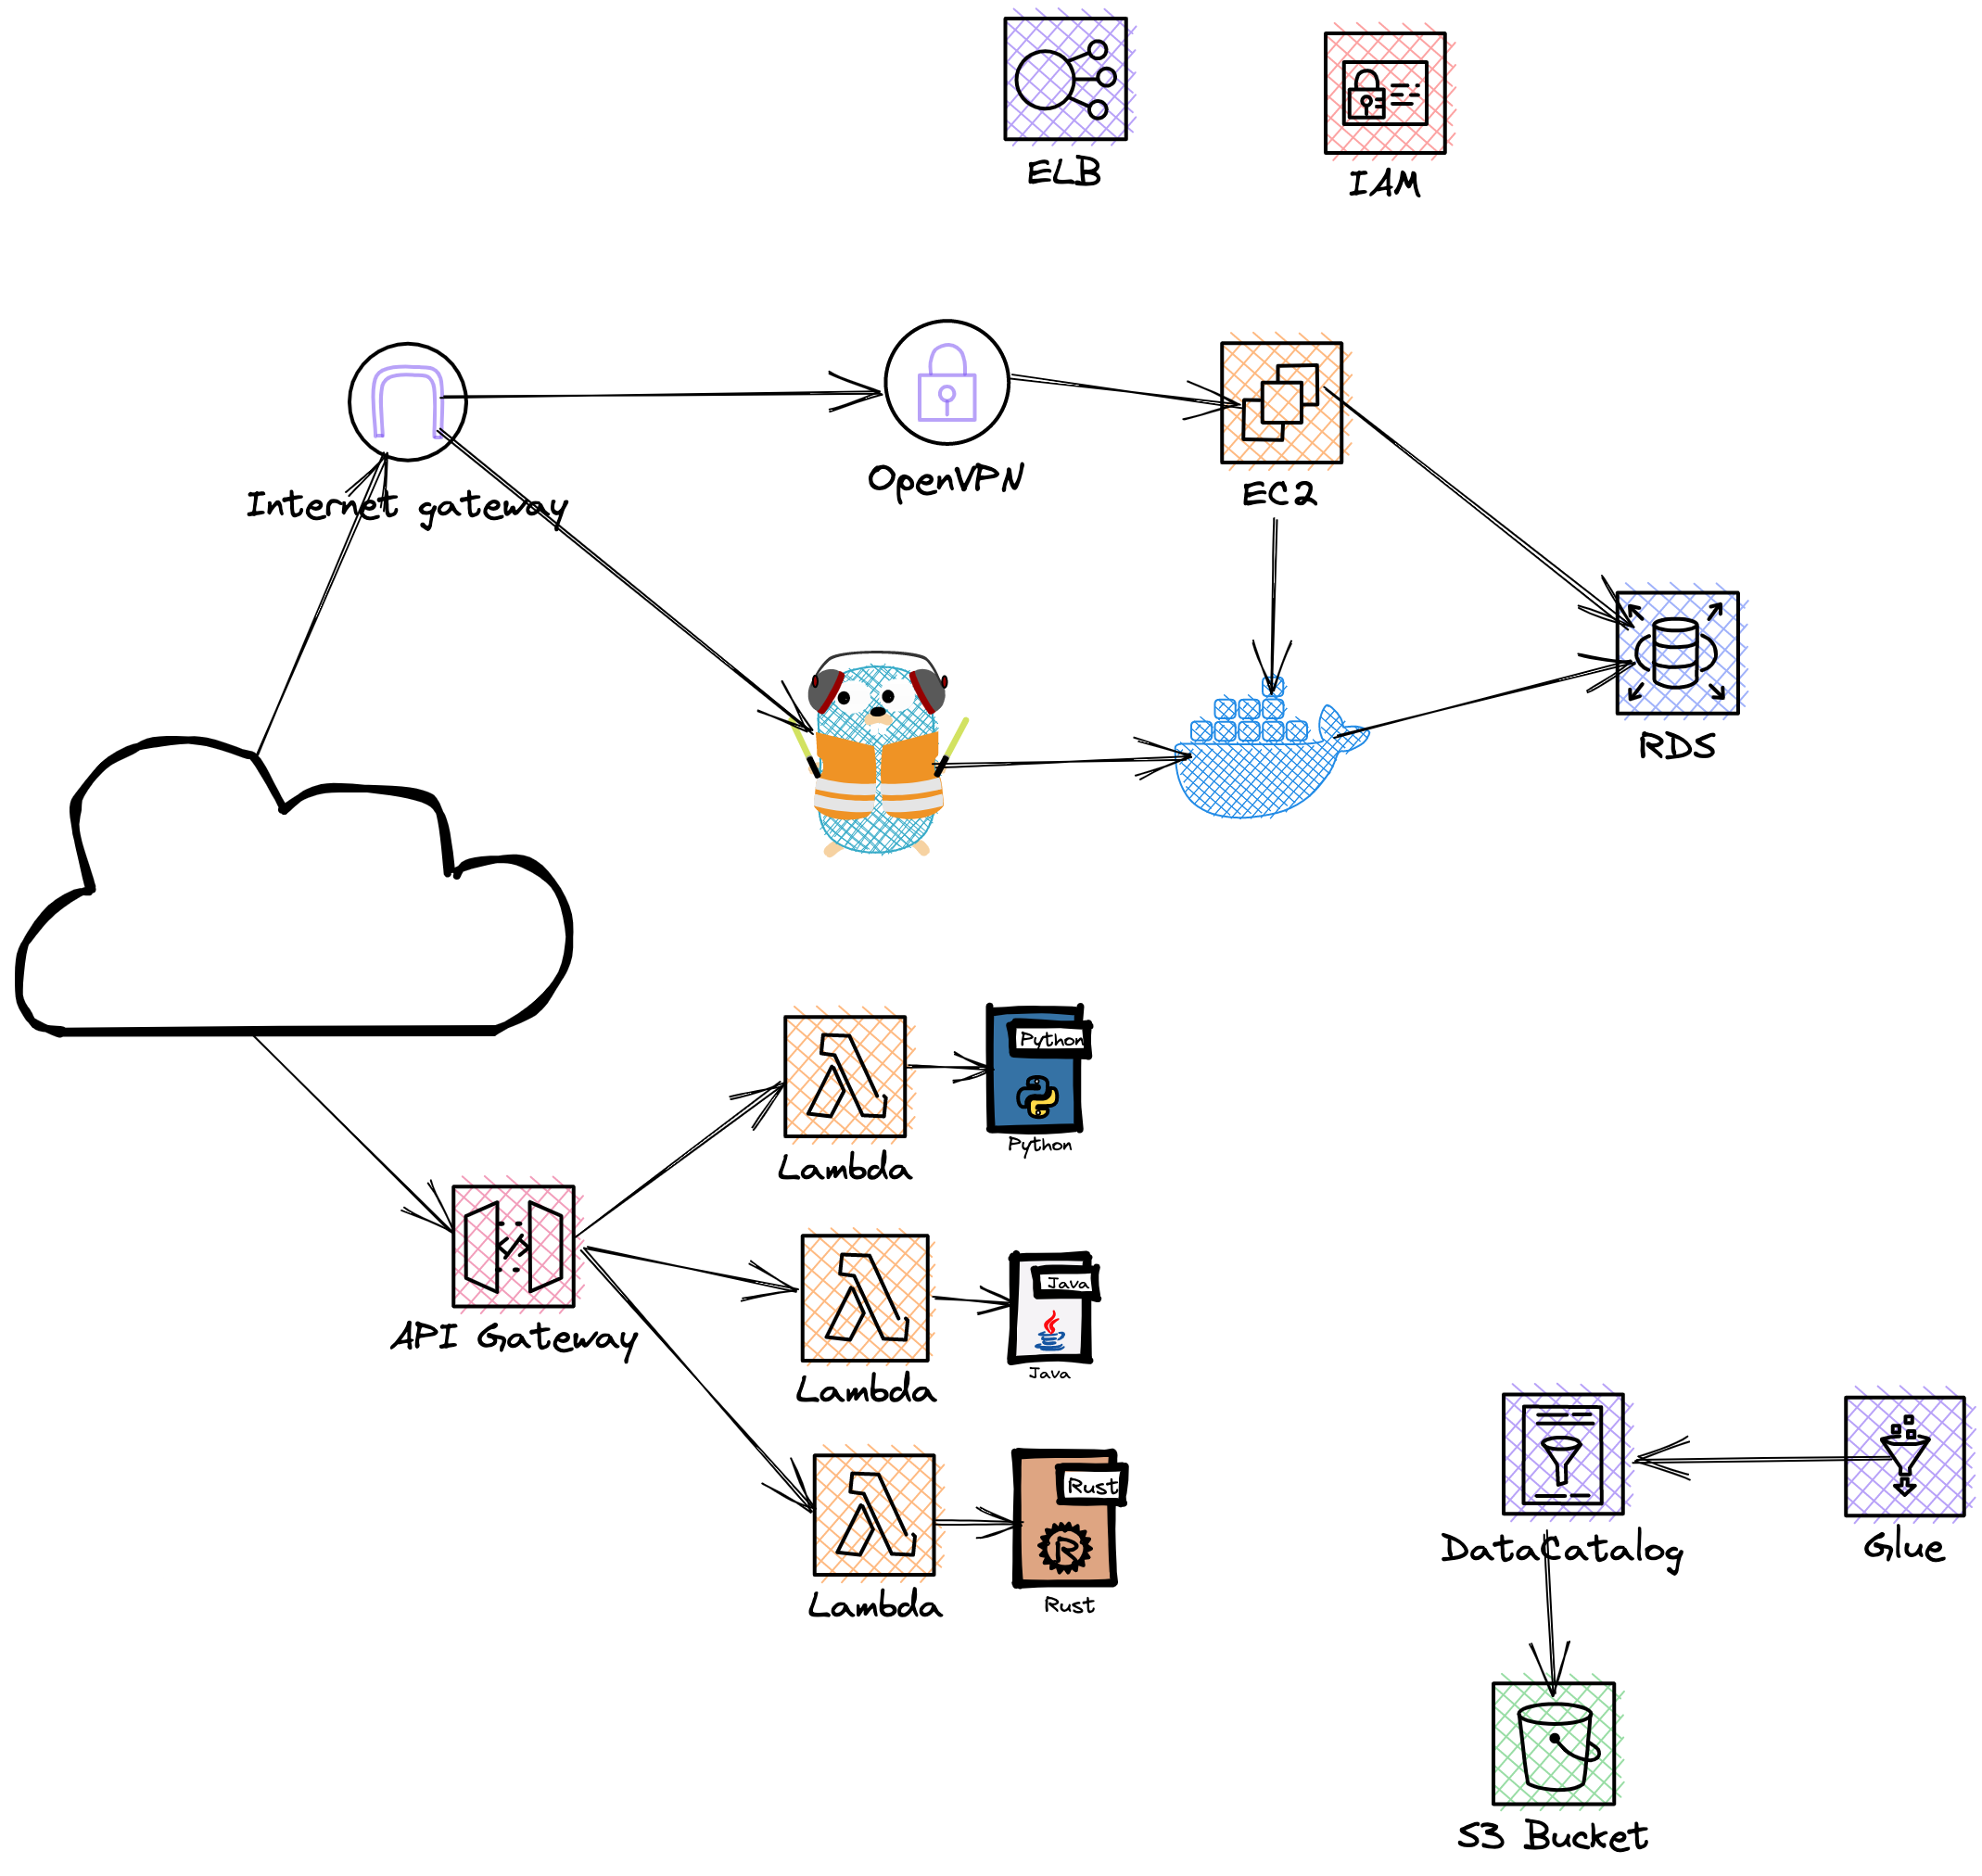 ELB
IAM
Internet gateway
OpenVPN
EC2
RDS
Python
Python
Lambda
API Gateway
Java
Java
Lambda
Rust
Rust
Lambda
DataCatalog
Glue
S3 Bucket